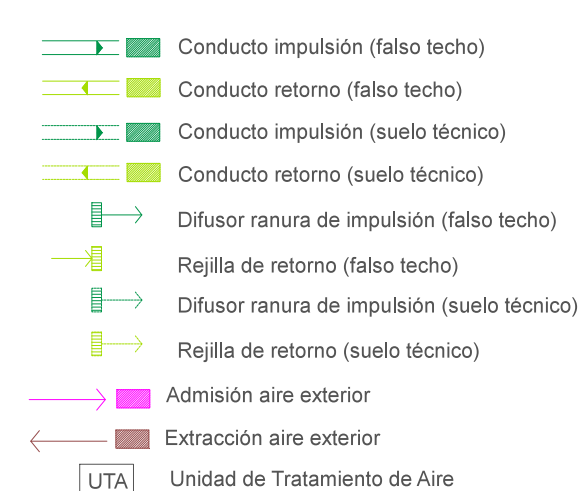 Conducto impulsión (falso techo)
Conducto retorno (falso techo)
Conducto impulsión (suelo técnico)
Conducto retorno (suelo técnico)
Difusor ranura de impulsión (falso techo)
Rejilla de retorno (falso techo)
Difusor ranura de impulsión (suelo técnico)
Rejilla de retorno (suelo técnico)
Admisión aire exterior
Extracción aire exterior
UTA Unidad de Tratamiento de Aire